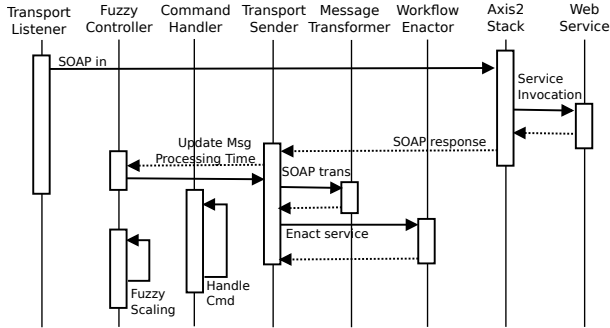 Transport
Listener
Fuzzy
Controller
Command
Handler
Transport
Sender
Message
Transformer
Workflow
Enactor
Axis2
Stack
Web
Service
SOAP in
Service
Invocation
SOAP response
Update Msg
Processing Time
SOAP trans
Enact service
Handle
Cmd
Fuzzy
Scaling